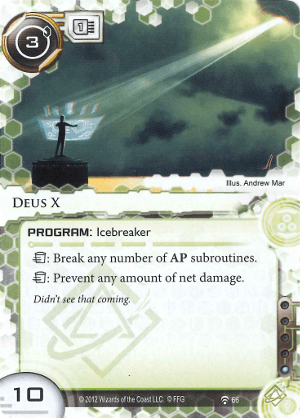 3
1
Illus. Andrew Mar
Deus X
PROGRAM: Icebreaker
: Break any number of AP subroutines.
: Prevent any amount of net damage.
Didn't see that coming.
10
© 2012 Wizards of the Coast LLC. © FFG
66